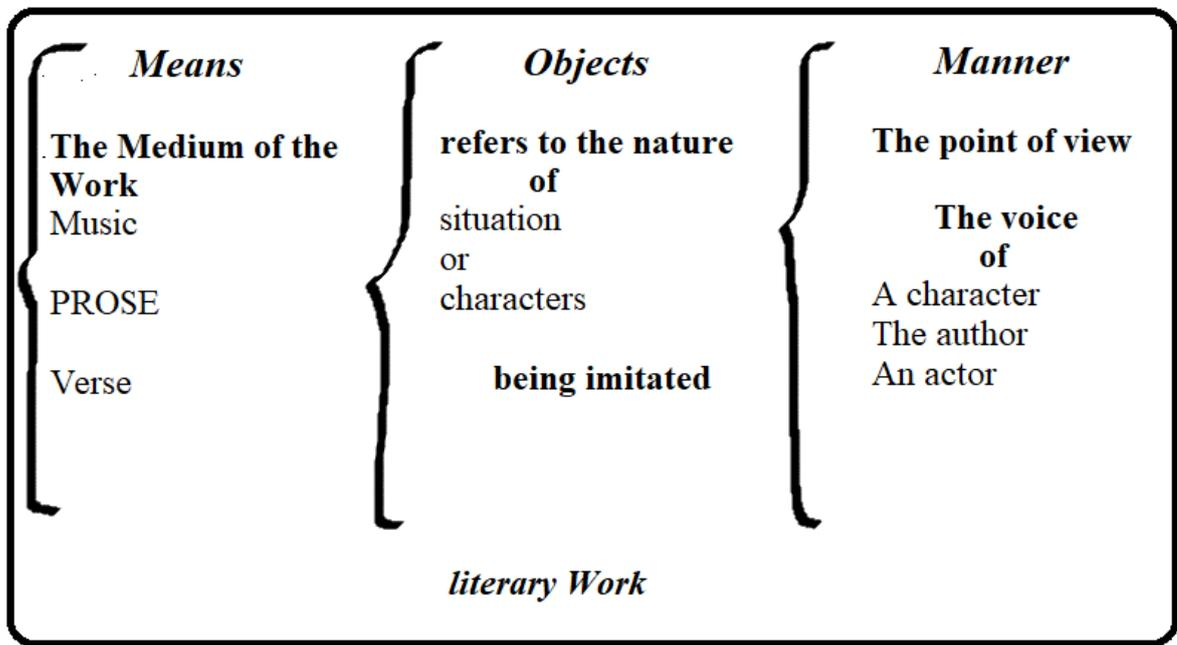 Means
The Medium of the
Work
Music
PROSE
Verse
Objects
refers to the nature
of
situation
or
characters
being imitated
Manner
The point of view
The voice
of
A character
The author
An actor
literary Work